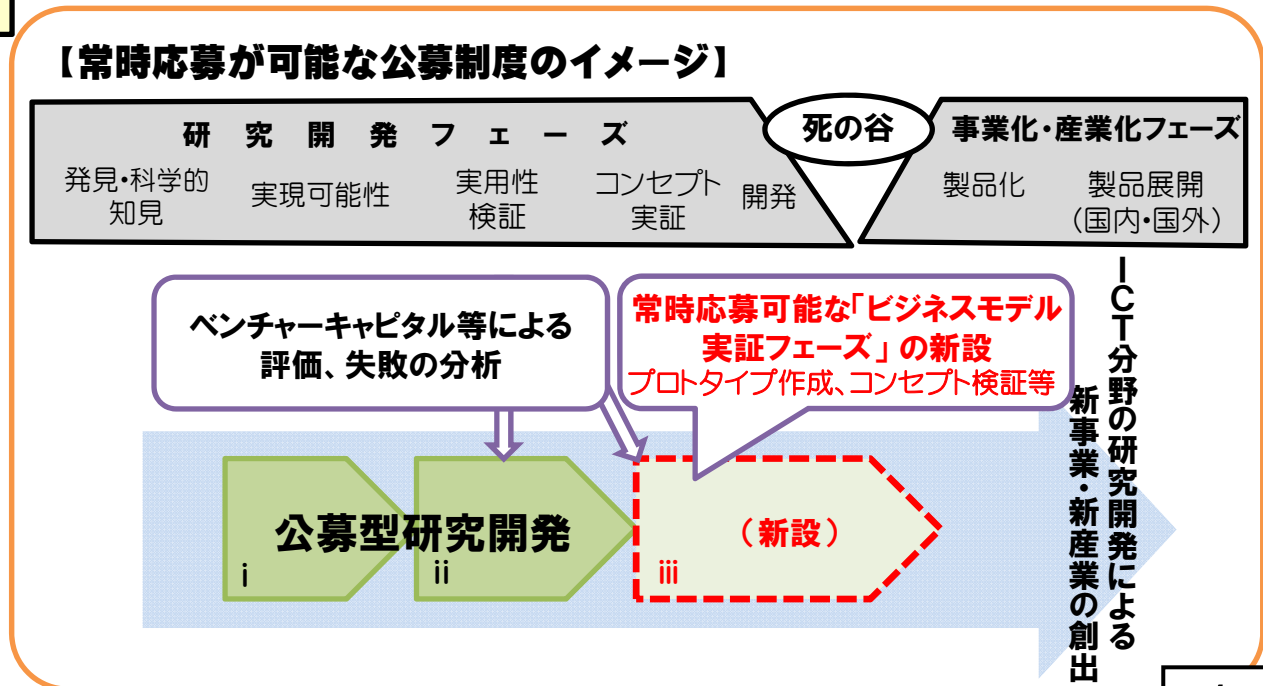 【常時応募が可能な公募制度のイメージ】
研究開発フェーズ
死の谷
事業化・産業化フェーズ
発見・科学的
知見
実現可能性
実用性
検証
コンセプト
実証
開発
製品化
製品展開
(国内・国外)
ベンチャーキャピタル等による
評価、失敗の分析
常時応募可能な「ビジネスモデル
実証フェーズ」の新設
プロトタイプ作成、コンセプト検証等
公募型研究開発
i
ii
(新設)
iii
ICT分野の研究開発による
新事業・新産業の創出